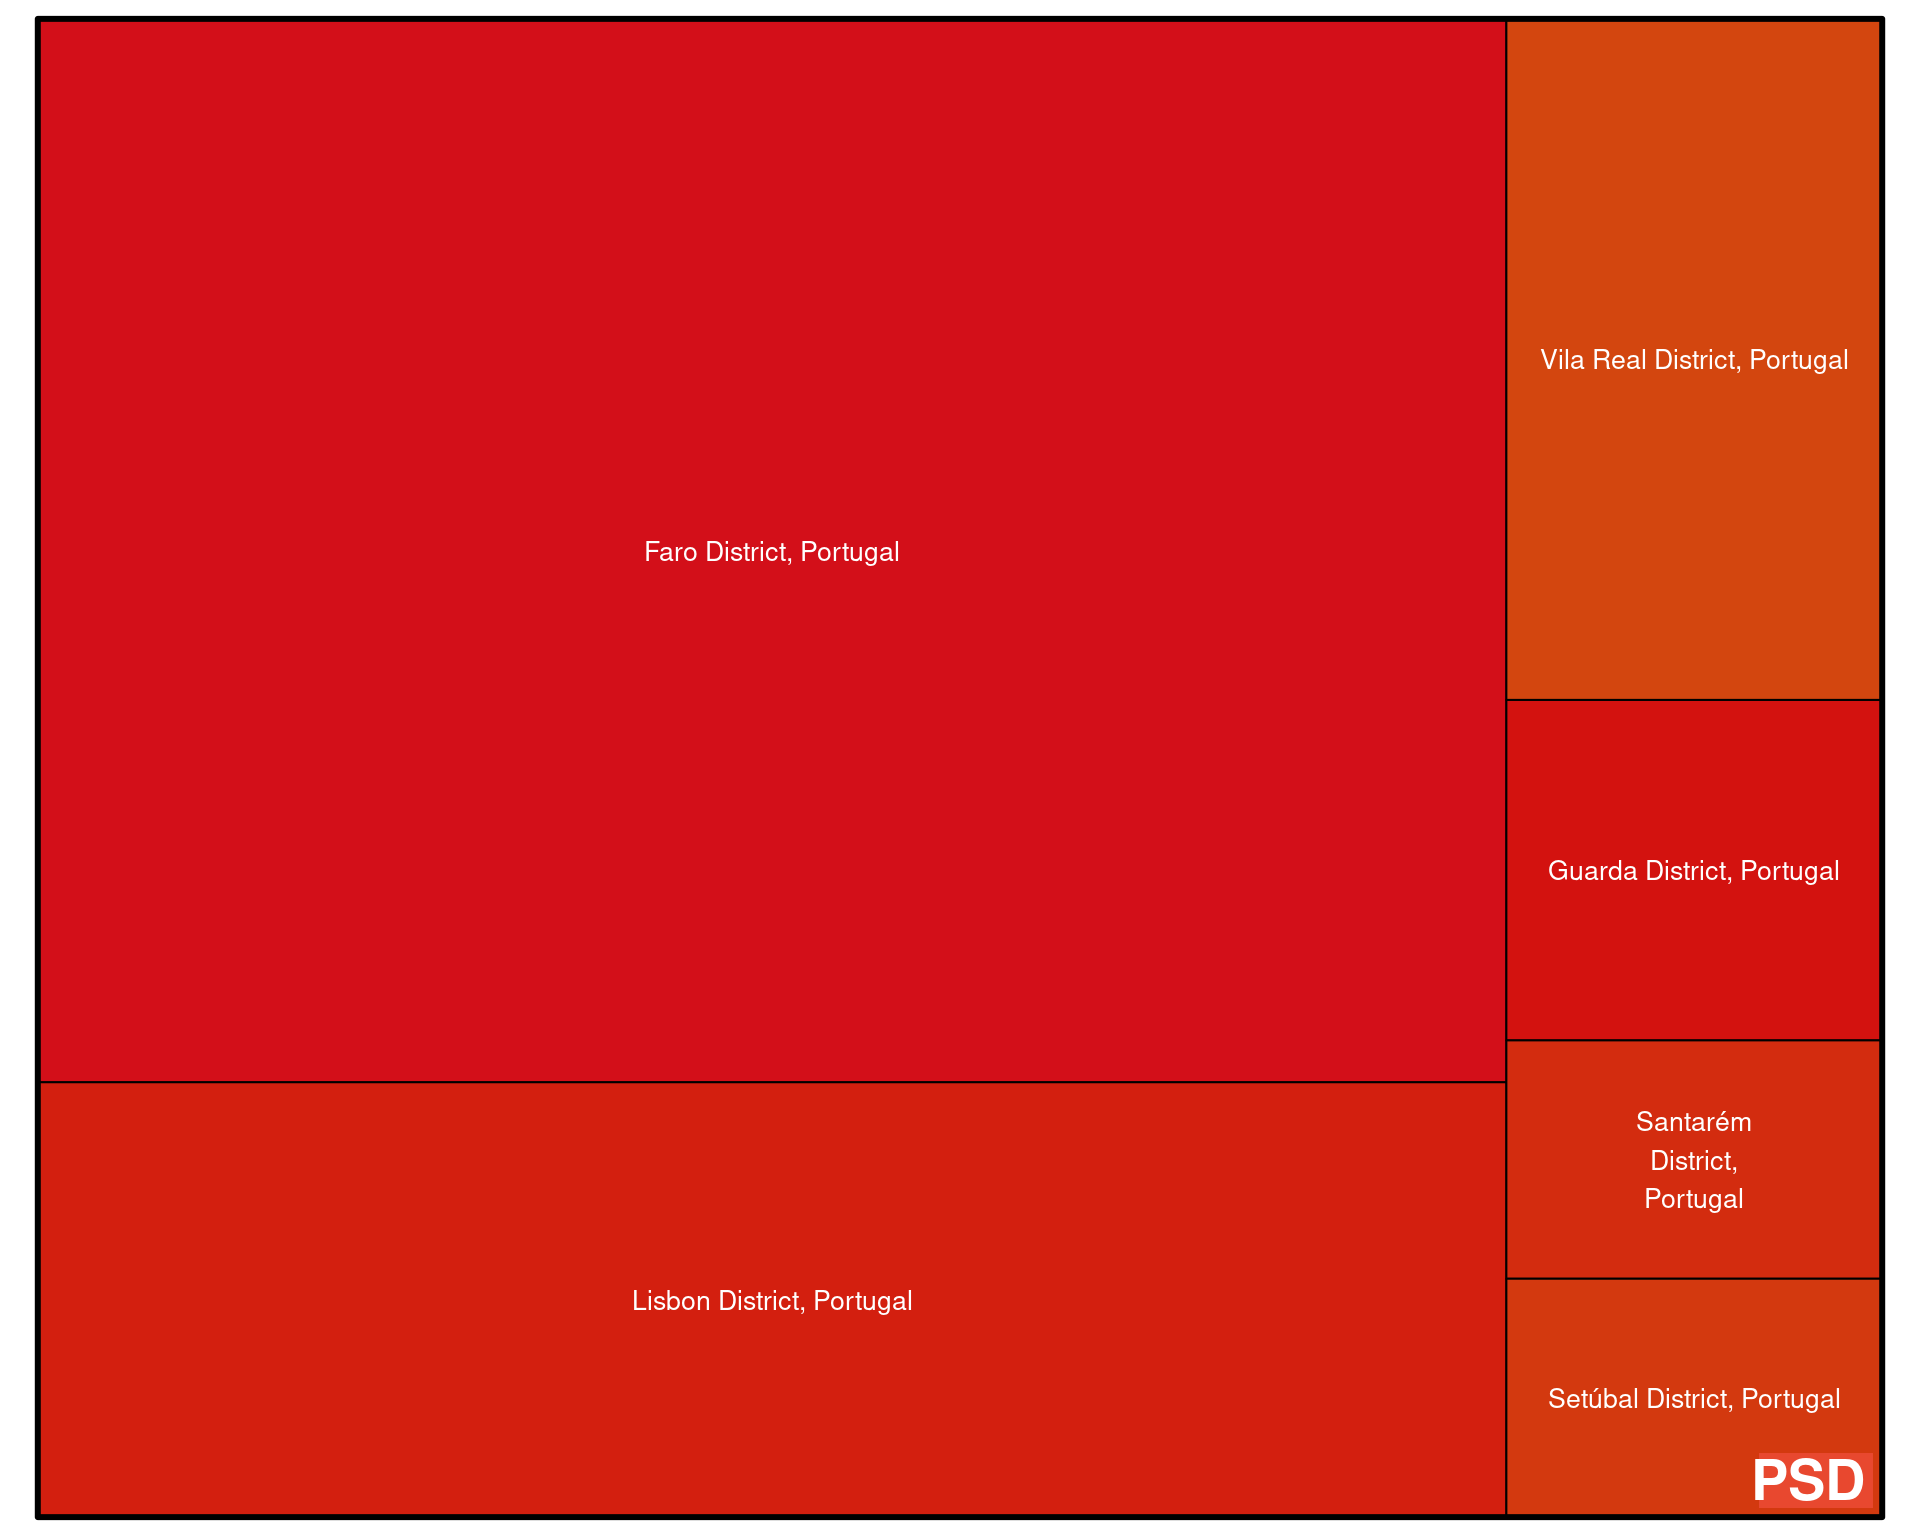 Faro District, Portugal
Lisbon District, Portugal
Vila Real District, Portugal
Guarda District, Portugal
Santarém
District,
Portugal
Setúbal District, Portugal
PSD